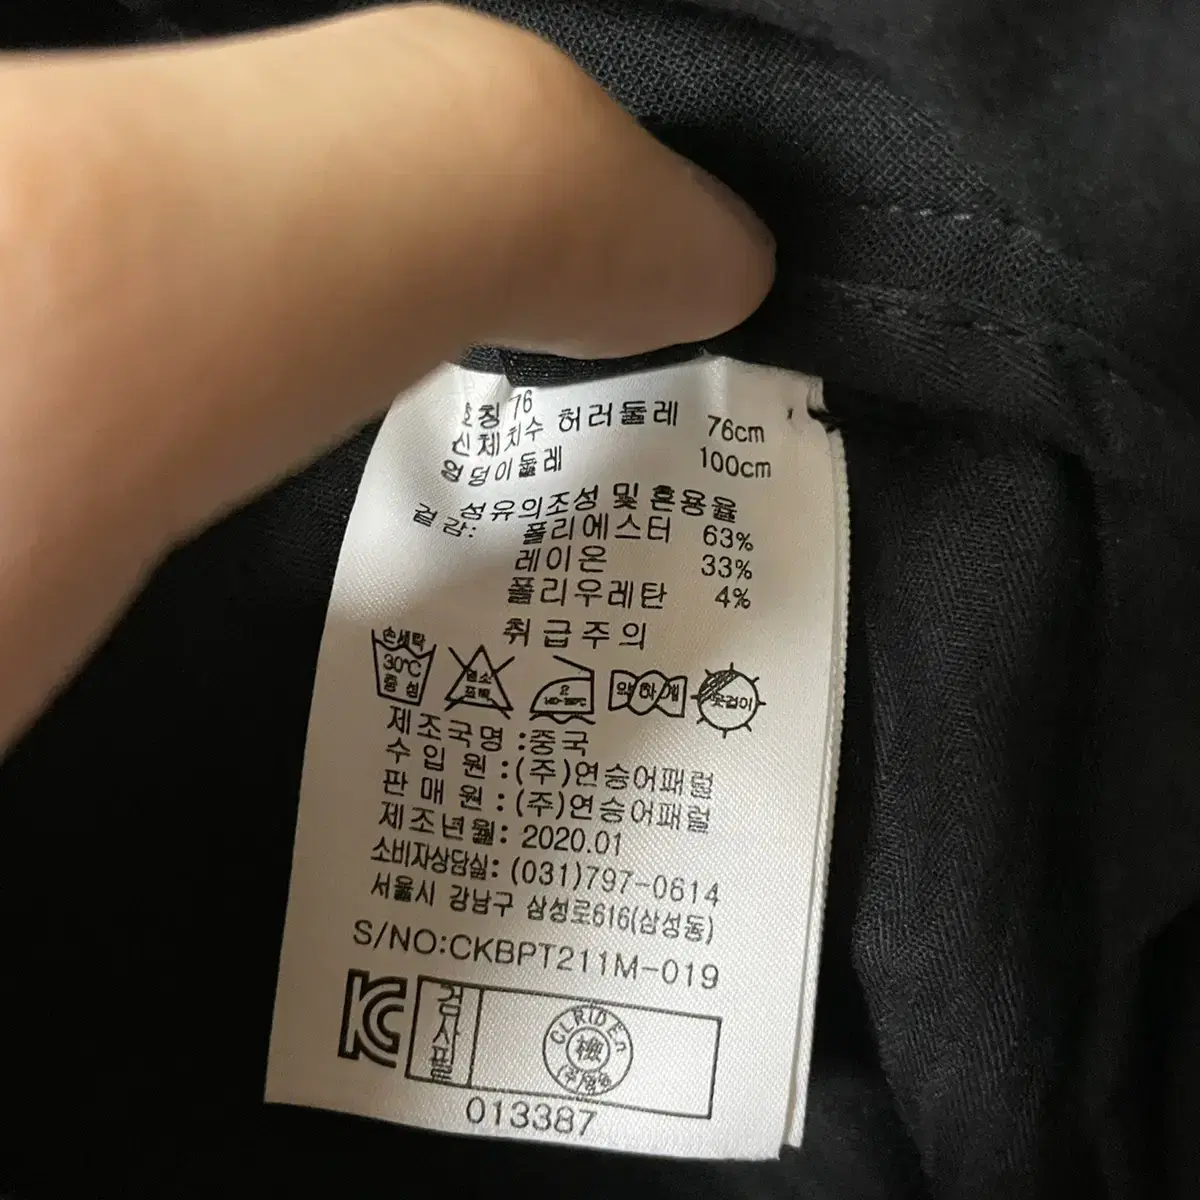 호칭 76
신체치수 허리둘레 76cm
엉덩이둘레 100cm
섬유의조성 및 혼용율
겉감: 폴리에스터 63%
레이온 33%
폴리우레탄 4%
취급주의
손세탁 30℃ 중성
염소 표백
2
약하게
옷걸이
제조국명 :중국
수입원 :(주)연승어패럴
판매원 :(주)연승어패럴
제조년월: 2020.01
소비자상담실: (031)797-0614
서울시 강남구 삼성로616(삼성동)
S/NO:CKBPT211M-019
KC
검사필
CLRIDEn
檢
013387